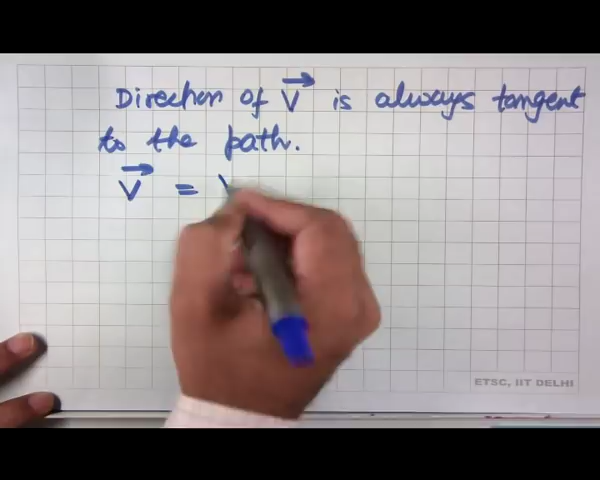 Direction of V⃗ is always tangent
to the path.
V⃗ = V
ETSC, IIT DELHI